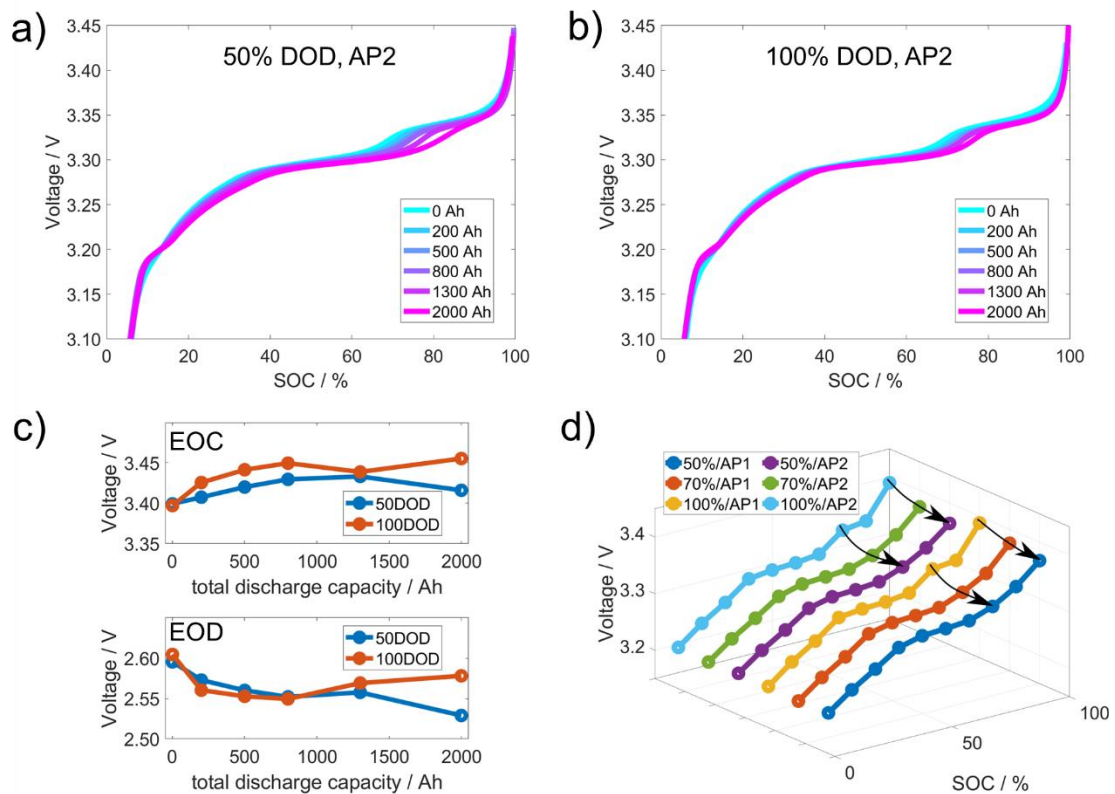 a)
50% DOD, AP2
3.45
3.40
3.35
3.30
3.25
3.20
3.15
3.10
Voltage / V
0 20 40 60 80 100
SOC / %
0 Ah
200 Ah
500 Ah
800 Ah
1300 Ah
2000 Ah
b)
100% DOD, AP2
3.45
3.40
3.35
3.30
3.25
3.20
3.15
3.10
Voltage / V
0 20 40 60 80 100
SOC / %
0 Ah
200 Ah
500 Ah
800 Ah
1300 Ah
2000 Ah
c)
EOC
3.45
3.40
3.35
Voltage / V
50DOD
100DOD
0 500 1000 1500 2000
total discharge capacity / Ah
EOD
2.60
2.55
2.50
Voltage / V
50DOD
100DOD
0 500 1000 1500 2000
total discharge capacity / Ah
d)
50%/AP1 50%/AP2
70%/AP1 70%/AP2
100%/AP1 100%/AP2
3.4
3.3
3.2
Voltage / V
0 50 100
SOC / %